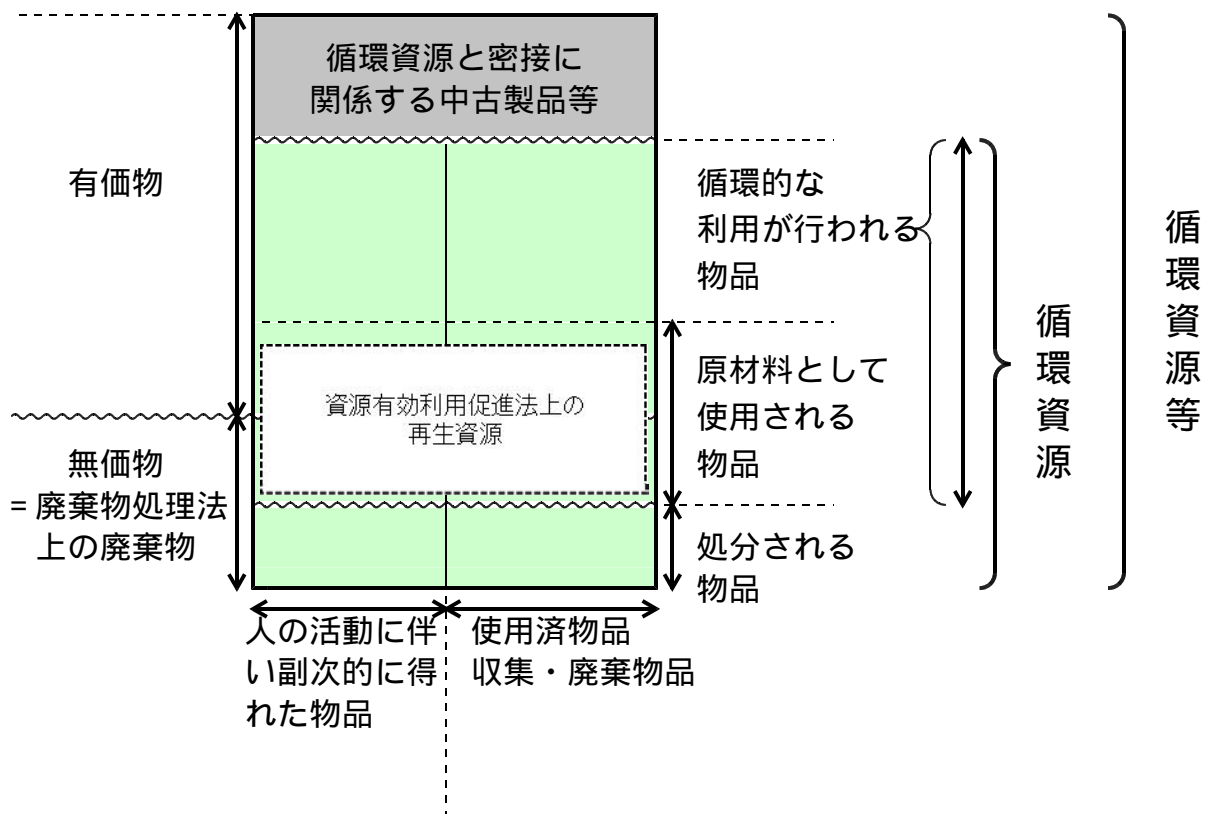 循環資源と密接に
関係する中古製品等
有価物
循環的な
利用が行われる
物品
循環資源等
循環資源
原材料として
使用される
物品
資源有効利用促進法上の
再生資源
無価物
=廃棄物処理法
上の廃棄物
処分される
物品
人の活動に伴
い副次的に得
れた物品
使用済物品
収集・廃棄物品